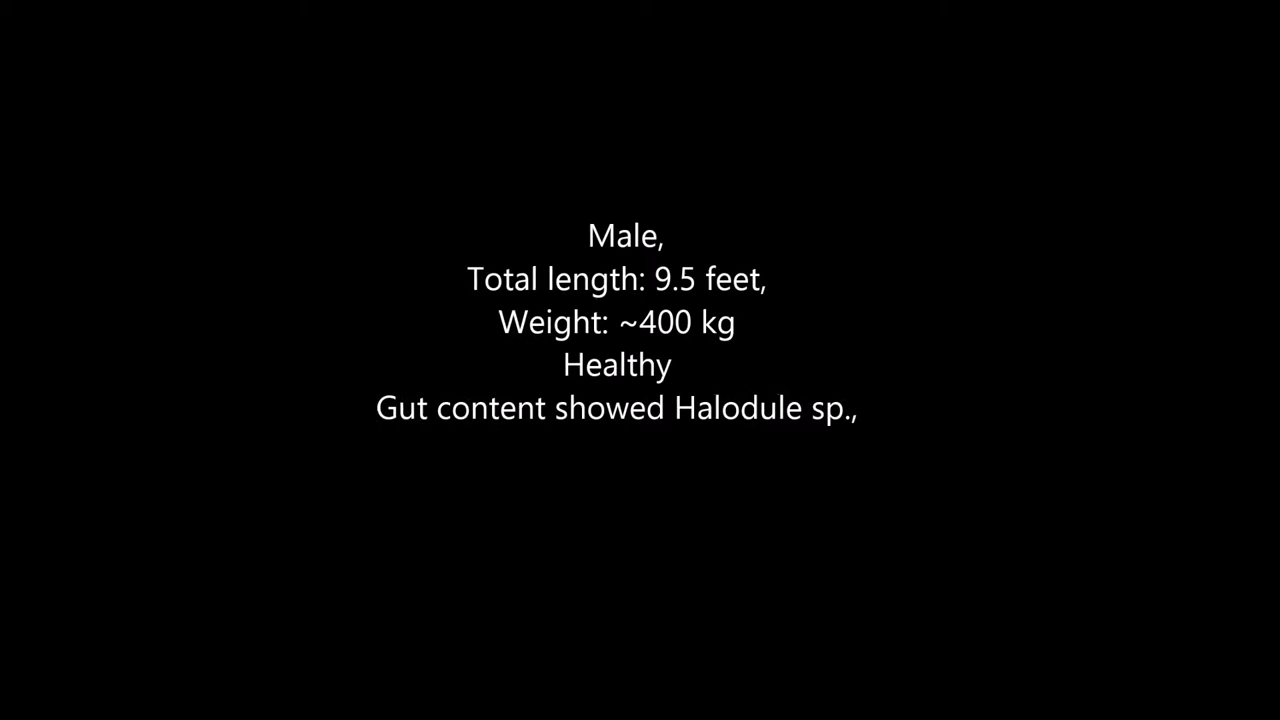 Male,
Total length: 9.5 feet,
Weight: ~400 kg
Healthy
Gut content showed Halodule sp.,